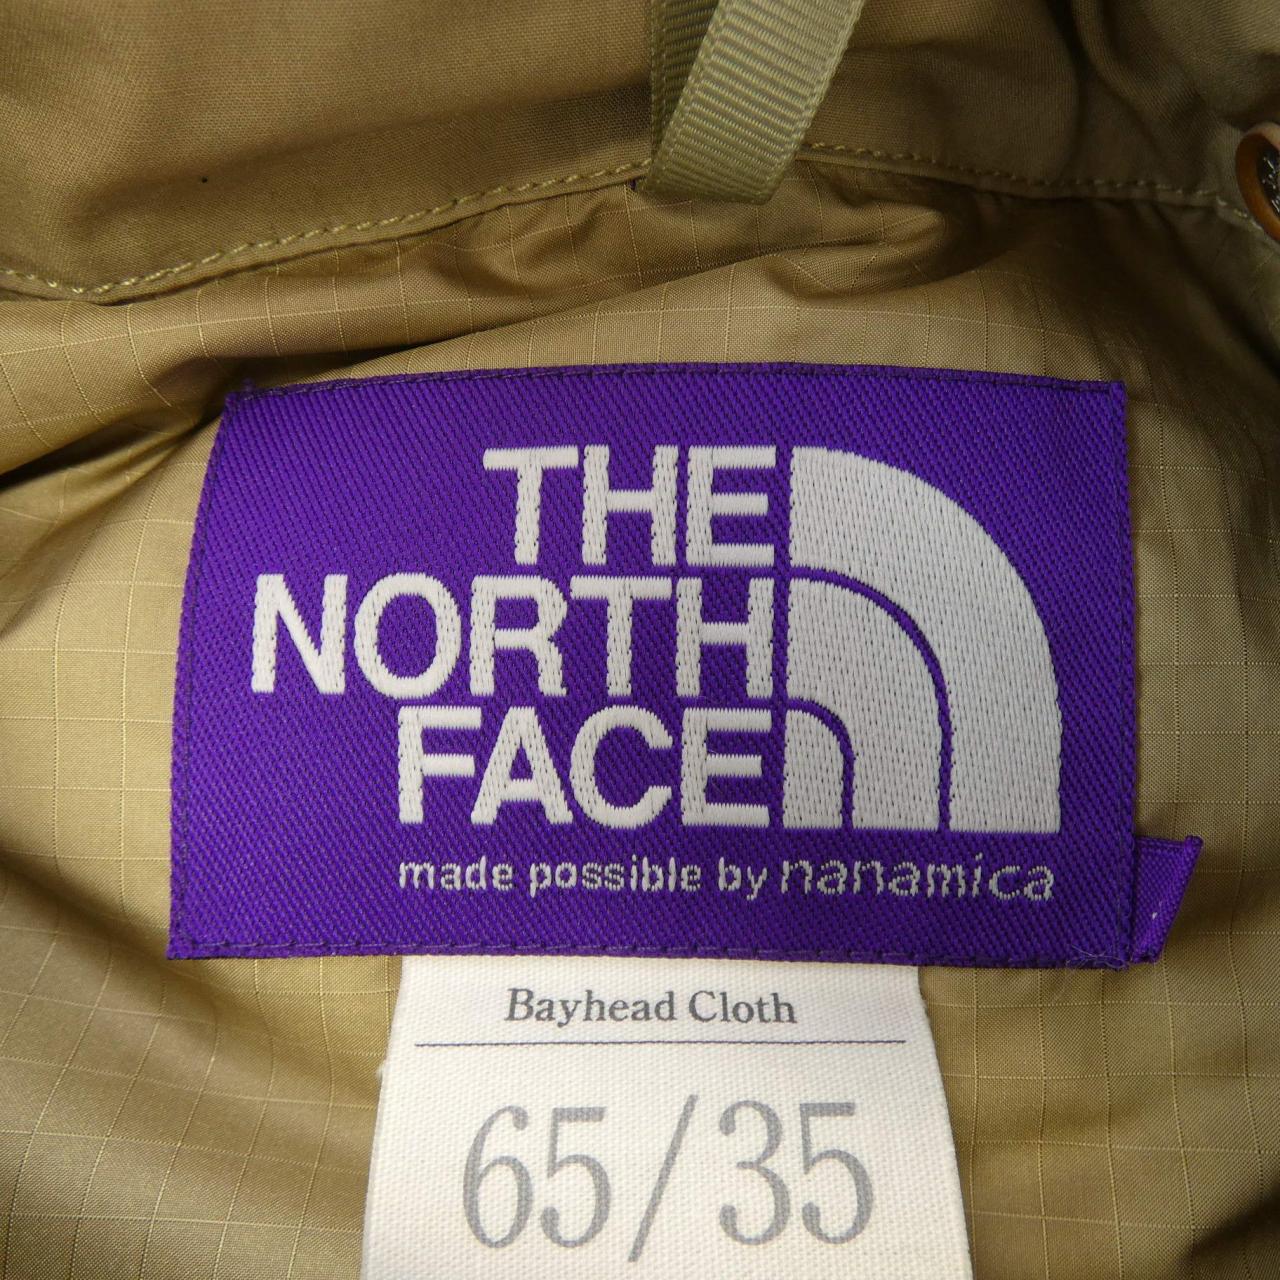 THE
NORTH
FACE
made possible by nanamica
Bayhead Cloth
65/35